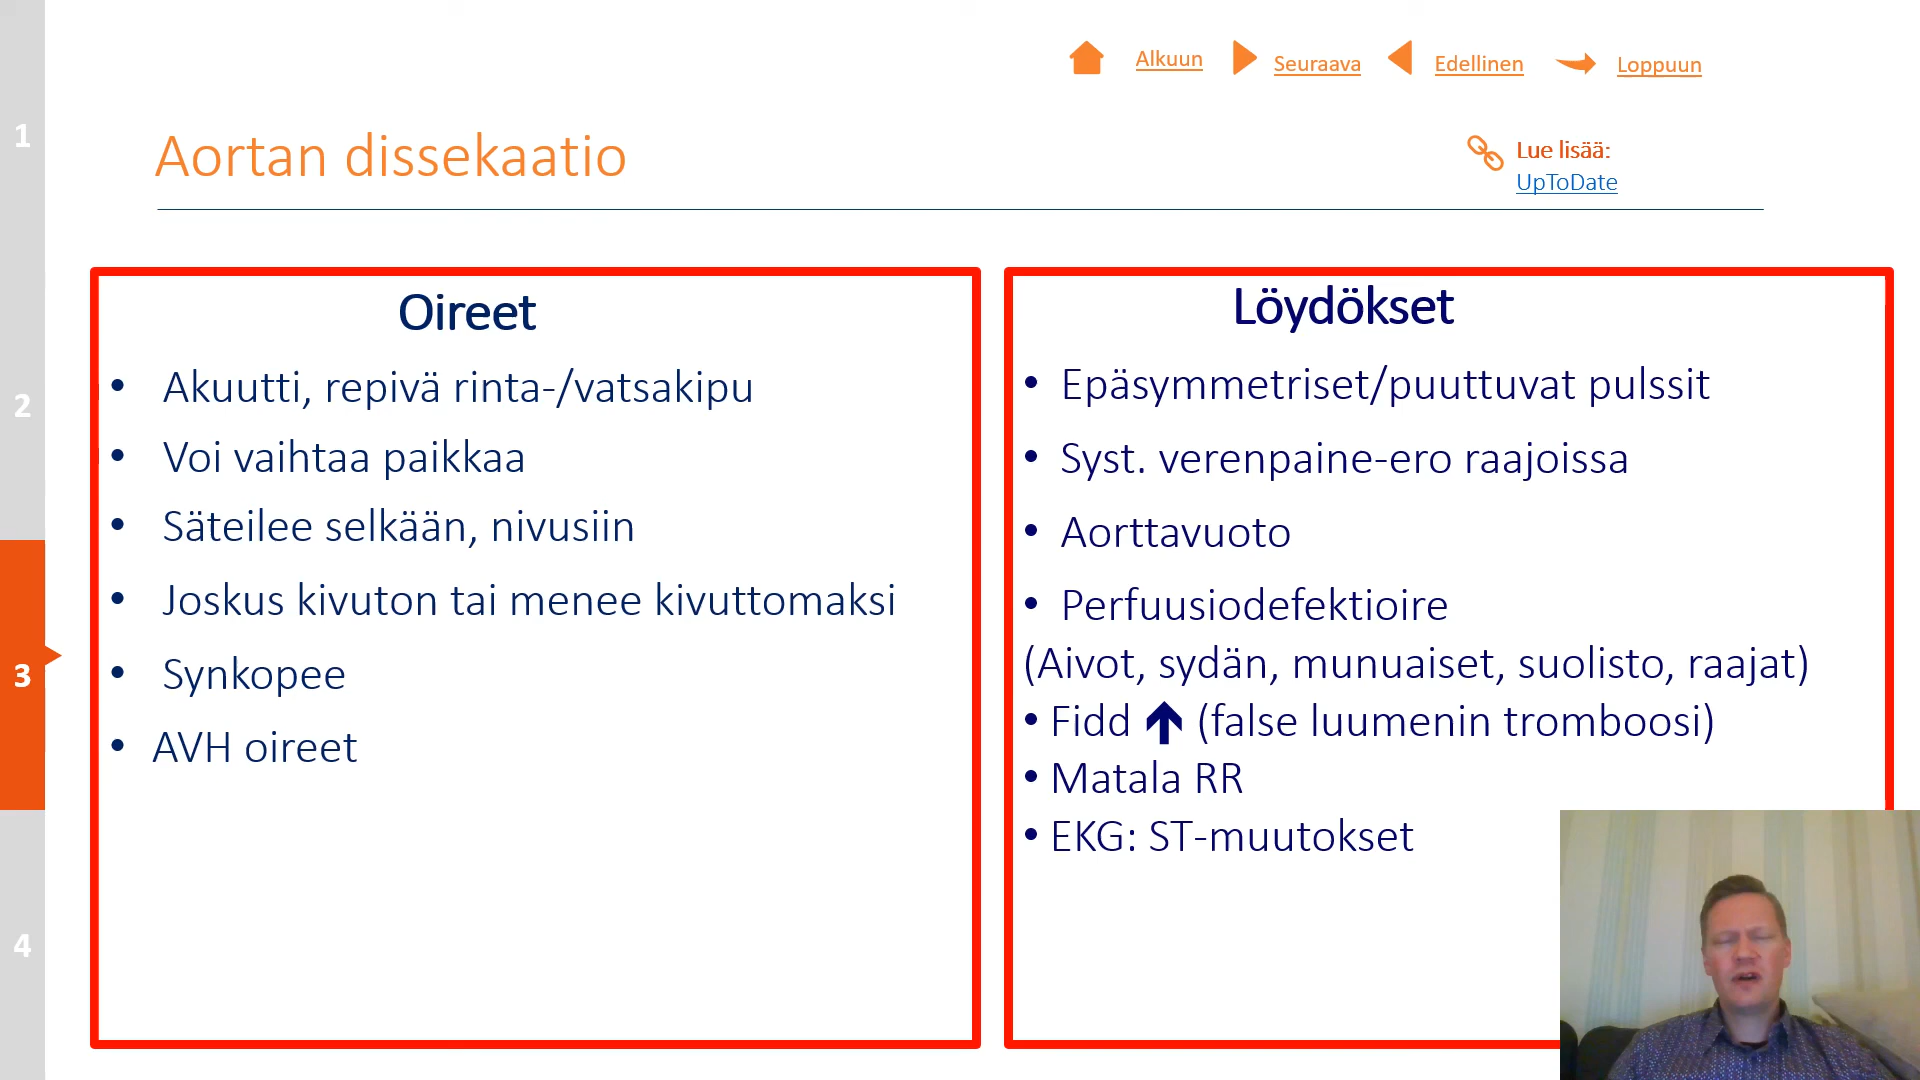 Alkuun
Seuraava
Edellinen
Loppuun
Aortan dissekaatio
Lue lisää:
UpToDate
1
2
3
4
Oireet
• Akuutti, repivä rinta-/vatsakipu
• Voi vaihtaa paikkaa
• Säteilee selkään, nivusiin
• Joskus kivuton tai menee kivuttomaksi
• Synkopee
• AVH oireet
Löydökset
• Epäsymmetriset/puuttuvat pulssit
• Syst. verenpaine-ero raajoissa
• Aorttavuoto
• Perfuusiodefektioire
(Aivot, sydän, munuaiset, suolisto, raajat)
• Fidd ↑ (false luumenin tromboosi)
• Matala RR
• EKG: ST-muutokset